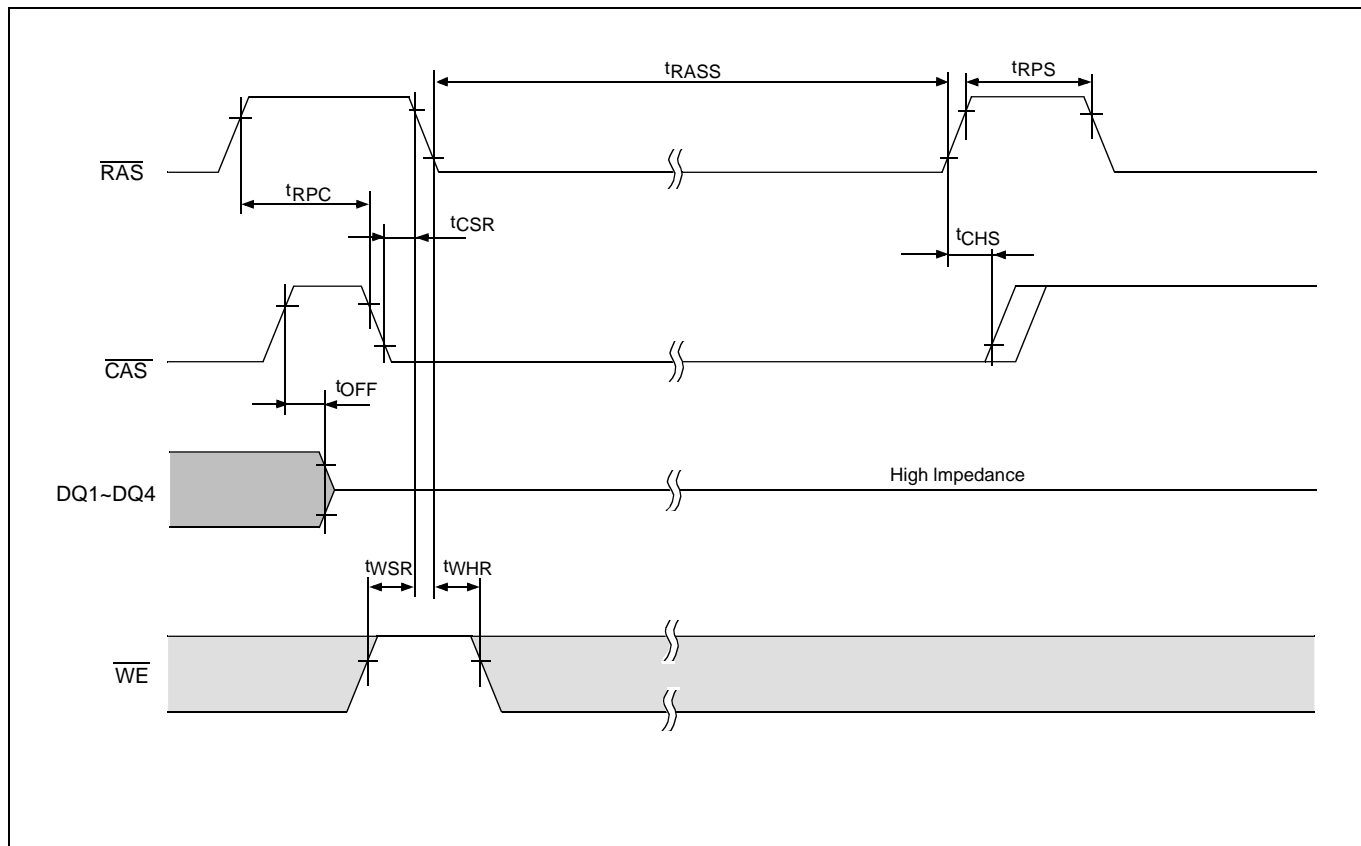 tRASS
tRPS
RAS
tRPC
tCSR
tCHS
CAS
tOFF
DQ1~DQ4
High Impedance
tWSR
tWHR
WE